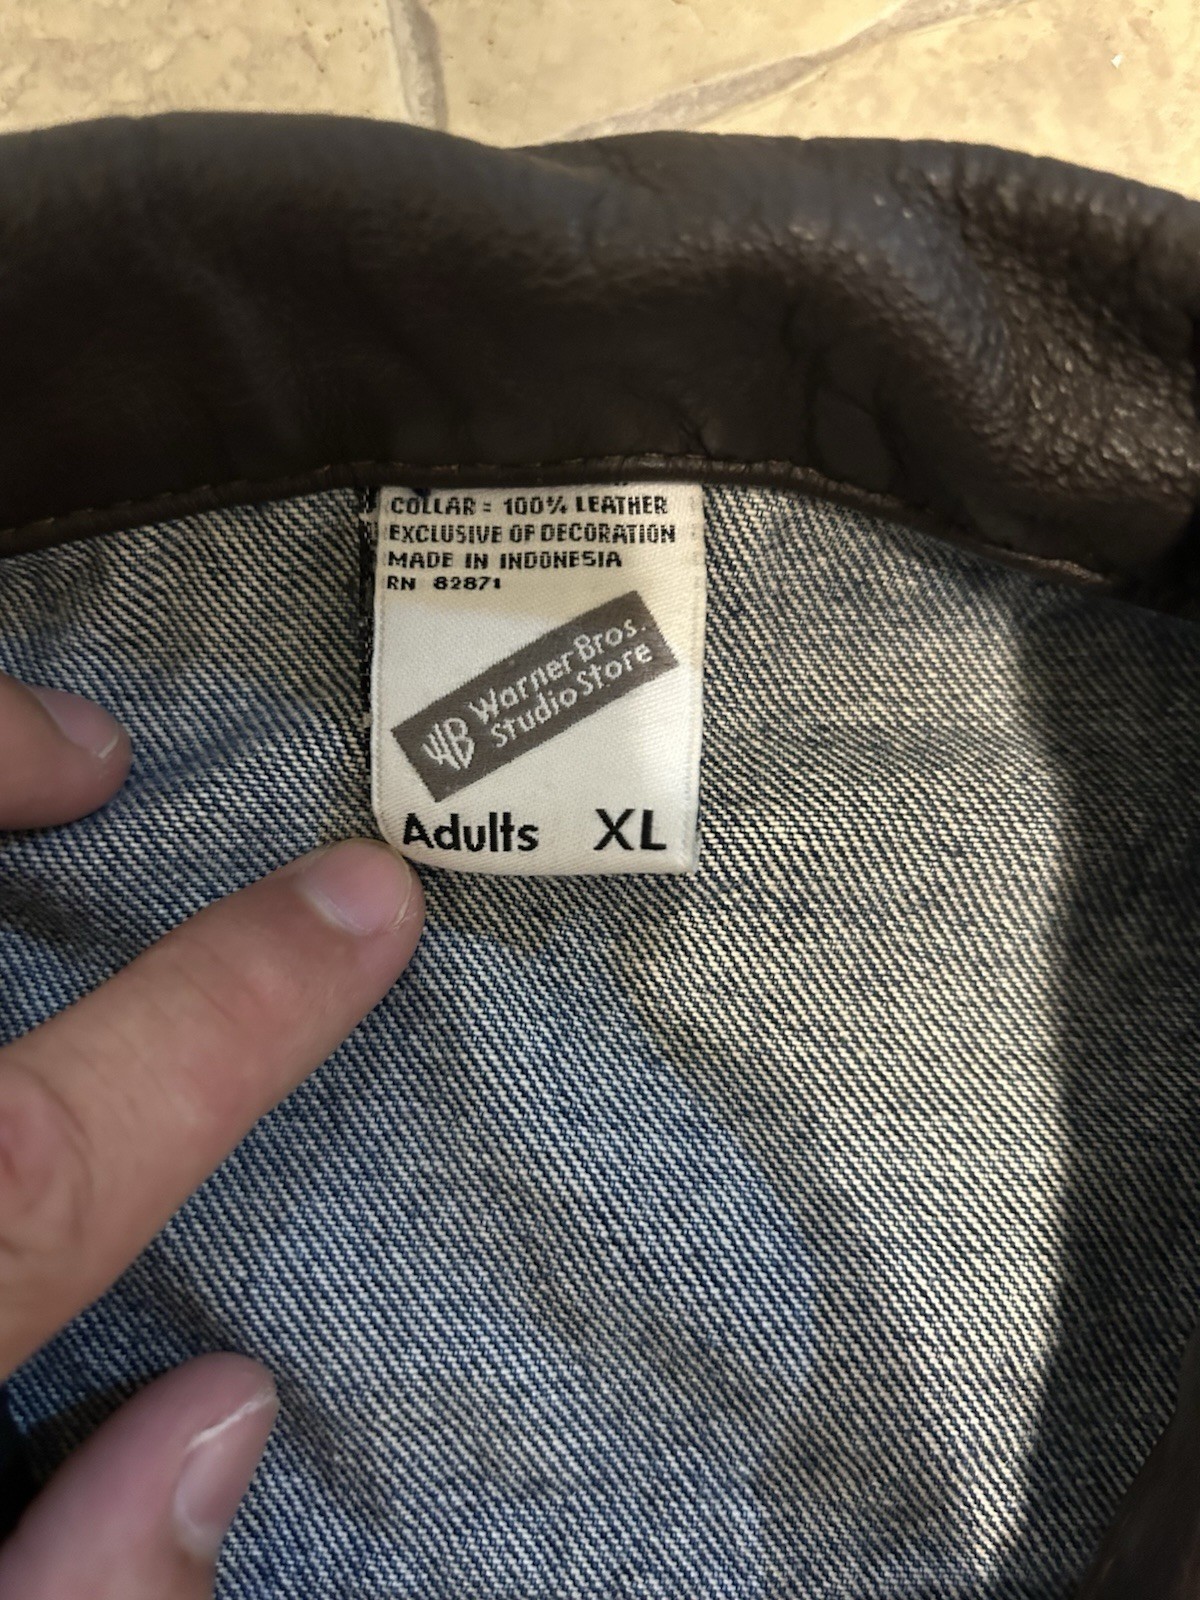 COLLAR = 100% LEATHER
EXCLUSIVE OF DECORATION
MADE IN INDONESIA
RN 82871
WB Warner Bros.
Studio Store
Adults XL